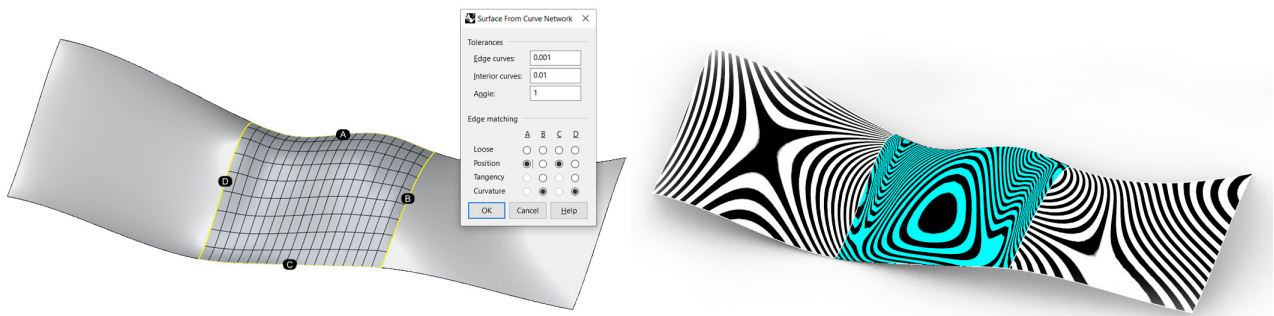 Surface From Curve Network
Tolerances
Edge curves: 0.001
Interior curves: 0.01
Angle: 1
Edge matching
A B C D
Loose
Position
Tangency
Curvature
OK Cancel Help
A
D
B
C